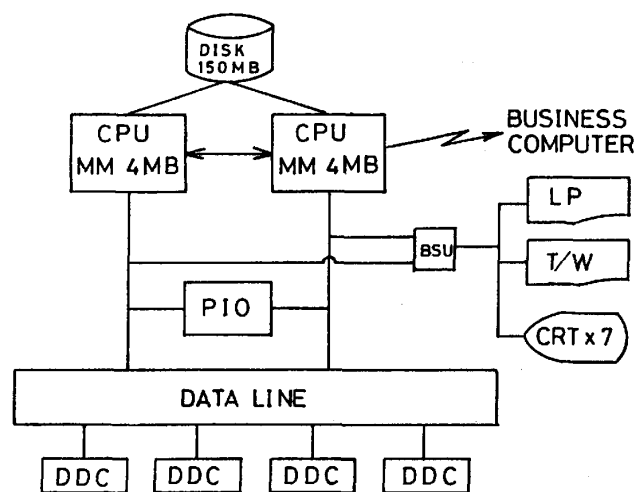 DISK
150MB
CPU
MM 4MB
CPU
MM 4MB
BUSINESS
COMPUTER
BSU
LP
T/W
CRT x 7
PIO
DATA LINE
DDC
DDC
DDC
DDC